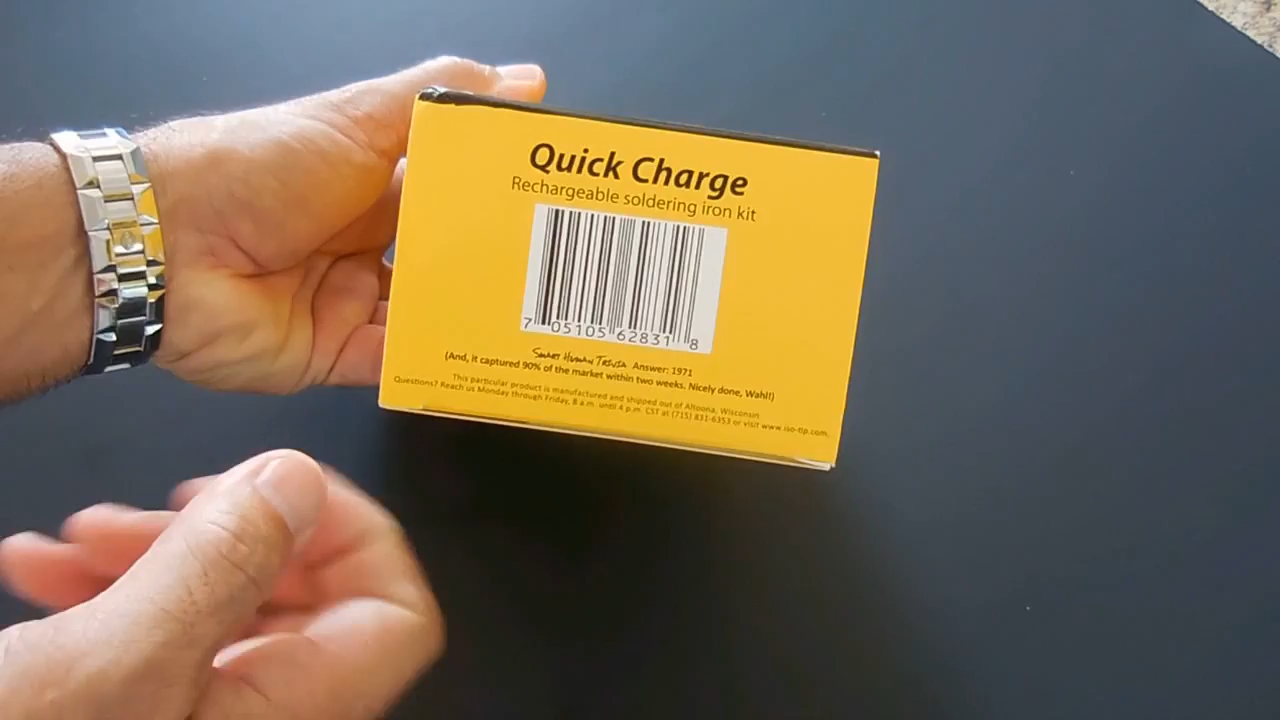 Quick Charge
Rechargeable soldering iron kit
7 05105 62831 8
Smart Human Trivia Answer: 1971
(And, it captured 90% of the market within two weeks. Nicely done, Wahl!)
This particular product is manufactured and shipped out of Altoona, Wisconsin.
Questions? Reach us Monday through Friday, 8 a.m. until 4 p.m. CST at (715) 831-6353 or visit www.iso-tip.com.